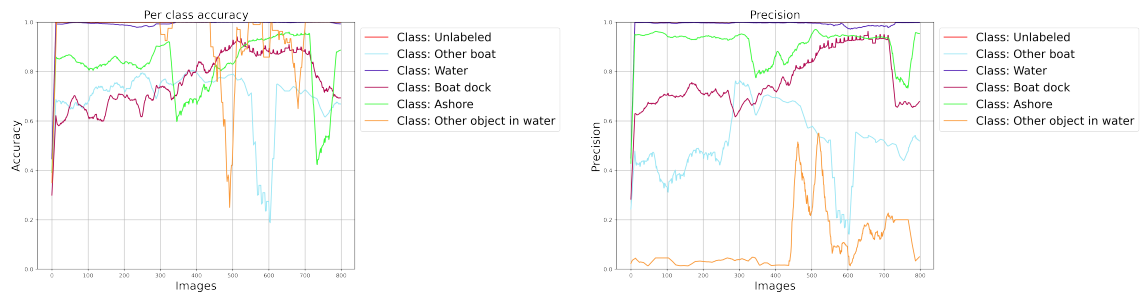 Per class accuracy
Accuracy
1.0
0.8
0.6
0.4
0.2
0.0
0 100 200 300 400 500 600 700 800
Images
Class: Unlabeled
Class: Other boat
Class: Water
Class: Boat dock
Class: Ashore
Class: Other object in water
Precision
Precision
1.0
0.8
0.6
0.4
0.2
0.0
0 100 200 300 400 500 600 700 800
Images
Class: Unlabeled
Class: Other boat
Class: Water
Class: Boat dock
Class: Ashore
Class: Other object in water